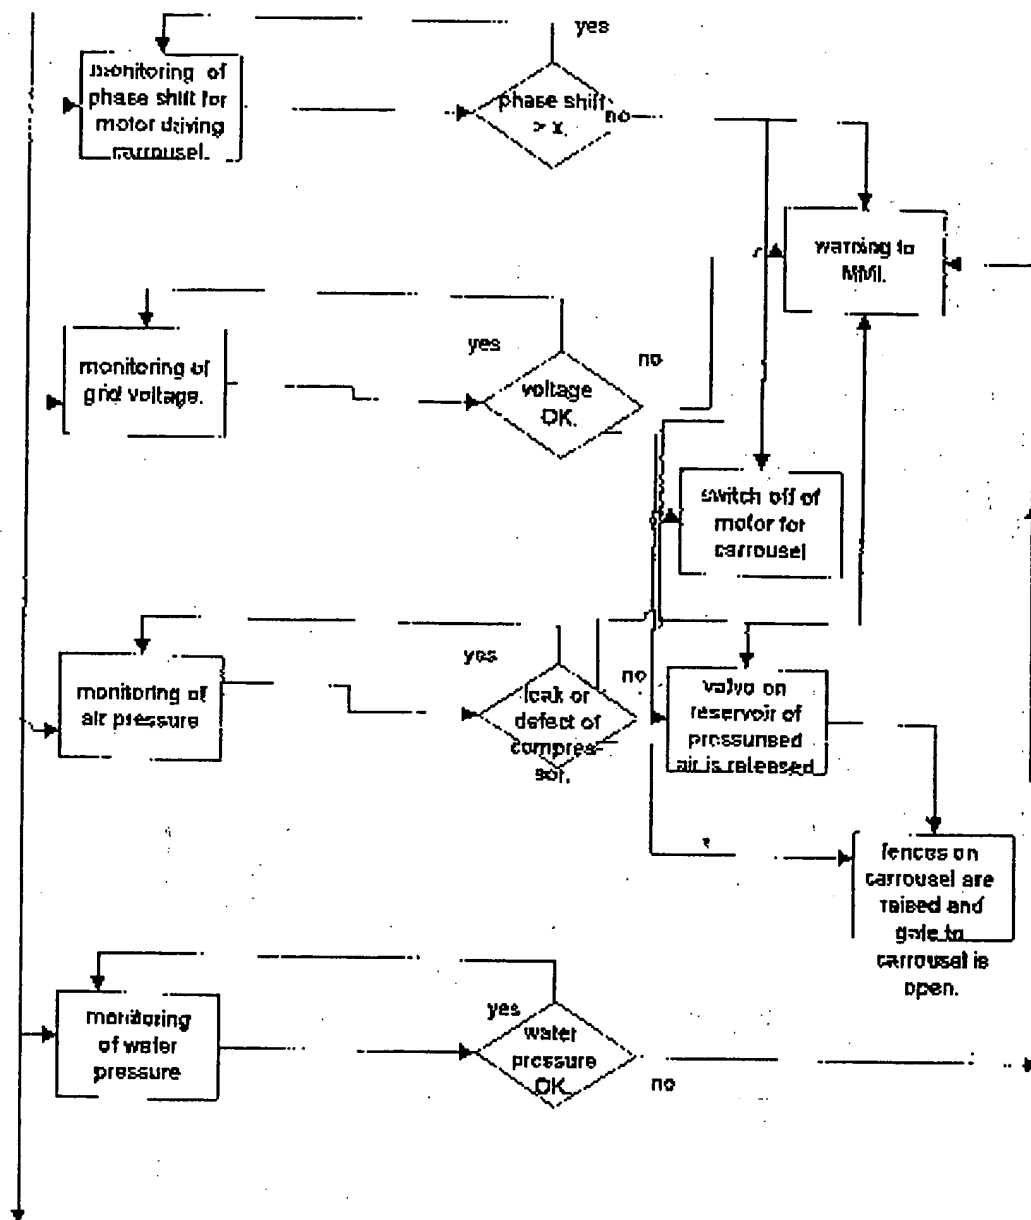 yes
monitoring of
phase shift for
motor driving
carrousel.
phase shift
> x.
no
warning to
MMI.
monitoring of
grid voltage.
yes
voltage
OK.
no
switch off of
motor for
carrousel
monitoring of
air pressure
yes
leak or
defect of
compres-
sor.
no
valve on
reservoir of
pressurised
air is released
fences on
carrousel are
raised and
gate to
carrousel is
open.
monitoring
of water
pressure
yes
water
pressure
OK
no